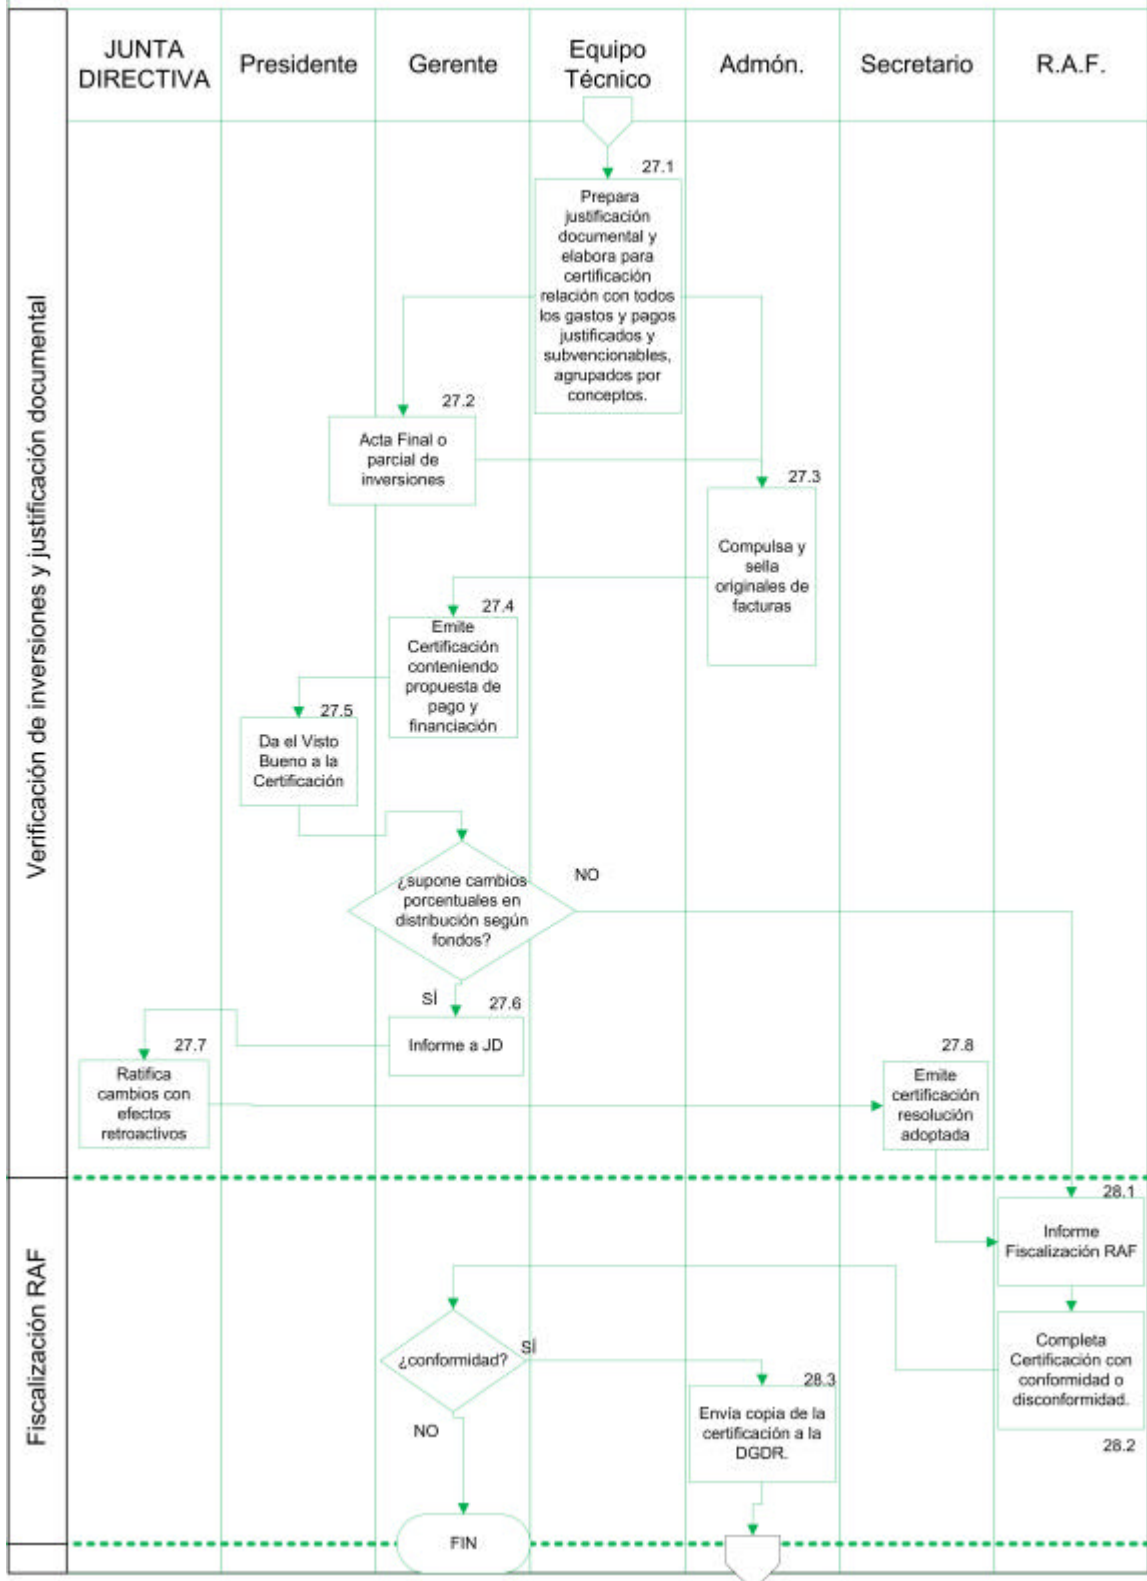 JUNTA
DIRECTIVA
Presidente
Gerente
Equipo
Técnico
Admón.
Secretario
R.A.F.
Verificación de inversiones y justificación documental
27.1
Prepara
justificación
documental y
elabora para
certificación
relación con todos
los gastos y pagos
justificados y
subvencionables,
agrupados por
conceptos.
27.2
Acta Final o
parcial de
inversiones
27.3
Compulsa y
sella
originales de
facturas
27.4
Emite
Certificación
conteniendo
propuesta de
pago y
financiación
27.5
Da el Visto
Bueno a la
Certificación
¿supone cambios
porcentuales en
distribución según
fondos?
NO
SÍ
27.6
Informe a JD
27.7
Ratifica
cambios con
efectos
retroactivos
27.8
Emite
certificación
resolución
adoptada
Fiscalización RAF
28.1
Informe
Fiscalización RAF
Completa
Certificación con
conformidad o
disconformidad.
28.2
¿conformidad?
SÍ
NO
28.3
Envía copia de la
certificación a la
DGDR.
FIN